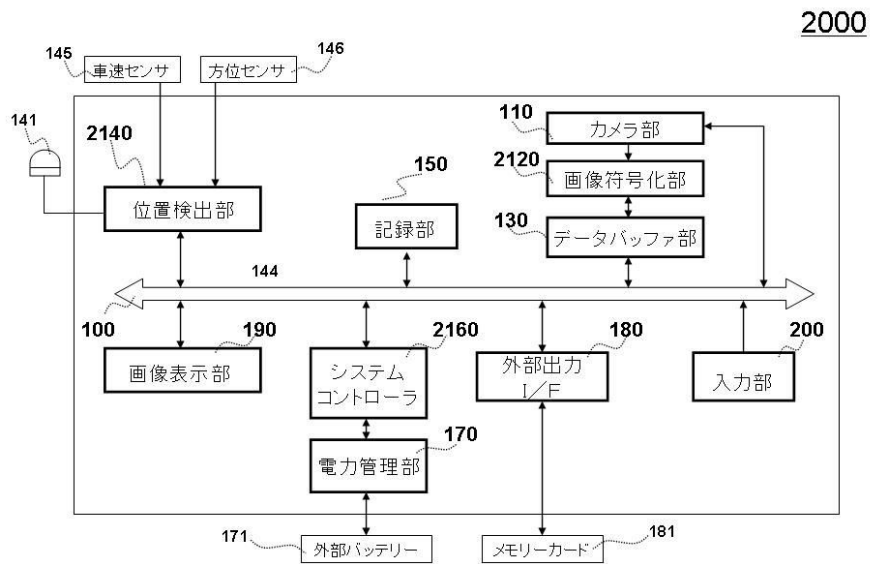 2000
145
車速センサ
方位センサ
146
141
2140
位置検出部
150
記録部
110
カメラ部
2120
画像符号化部
130
データバッファ部
144
100
190
画像表示部
2160
システム
コントローラ
180
外部出力
I/F
200
入力部
170
電力管理部
171
外部バッテリー
メモリーカード
181